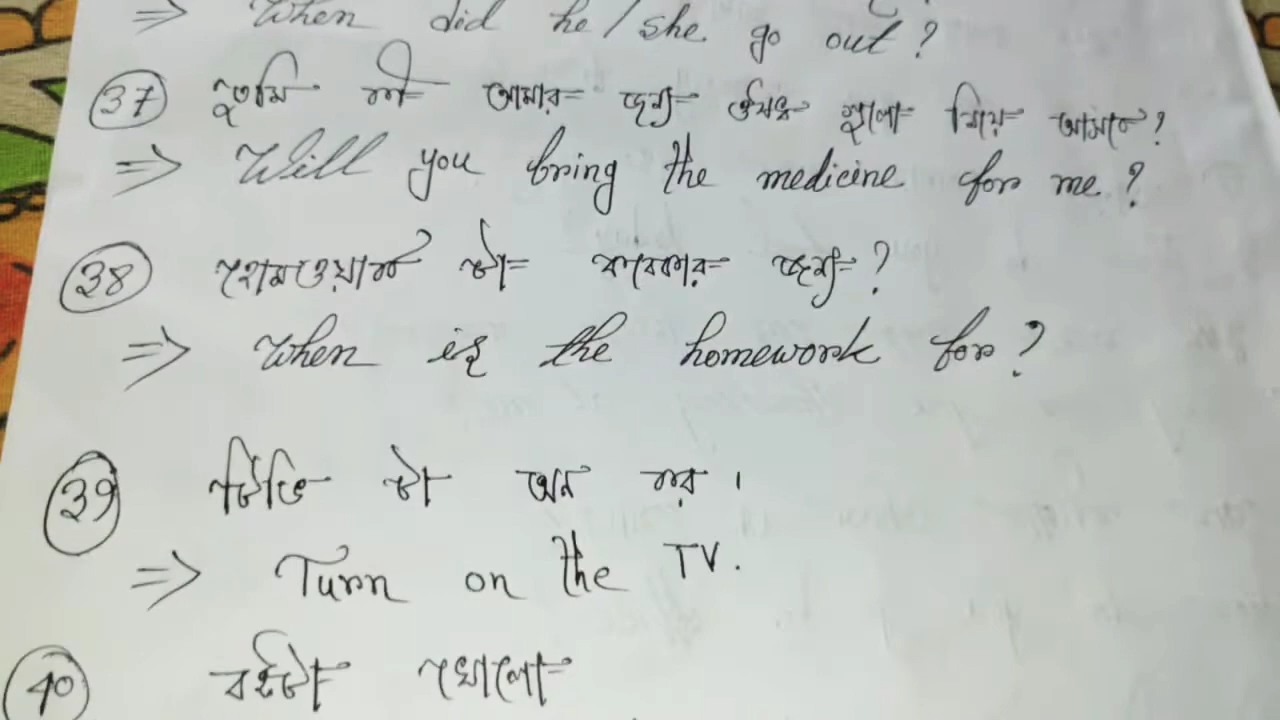 ⇒ When did he/she go out?
37 তুমি কী আমার জন্য ঔষধ গুলো নিয়ে আসবে?
⇒ Will you bring the medicine for me?
38 হোমওয়ার্ক টা কবেকার জন্য?
⇒ When is the homework for?
39 টিভি টা অন কর।
⇒ Turn on the TV.
40 বইটা খোলো